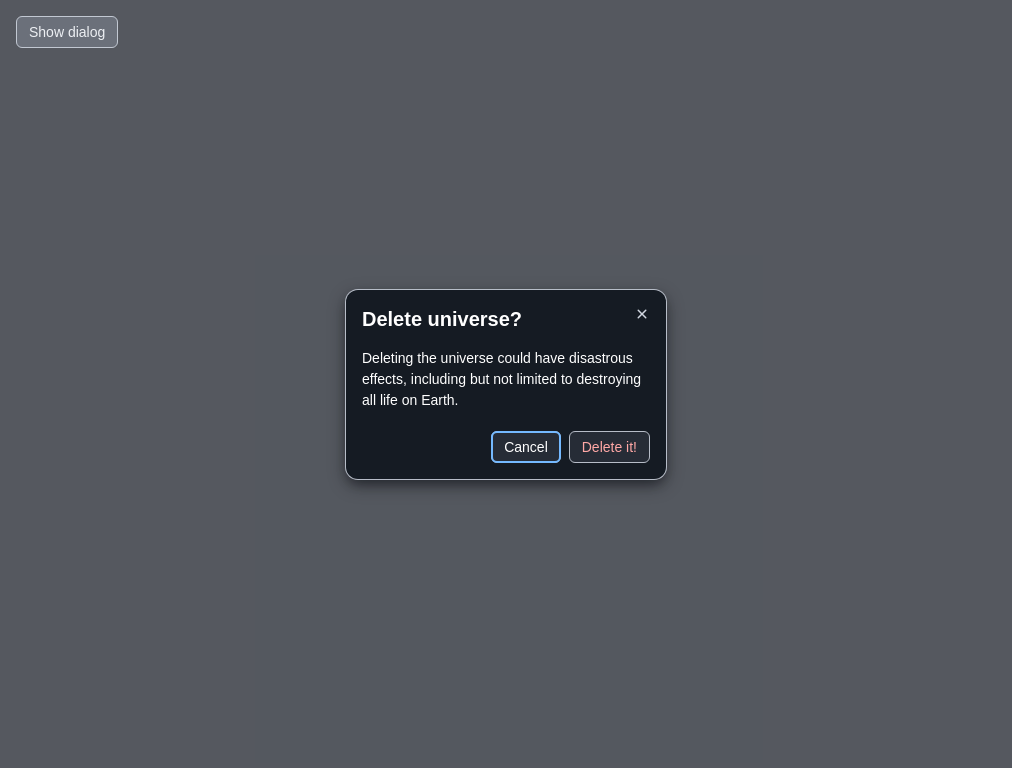 Show dialog
Delete universe?
Deleting the universe could have disastrous
effects, including but not limited to destroying
all life on Earth.
Cancel Delete it!